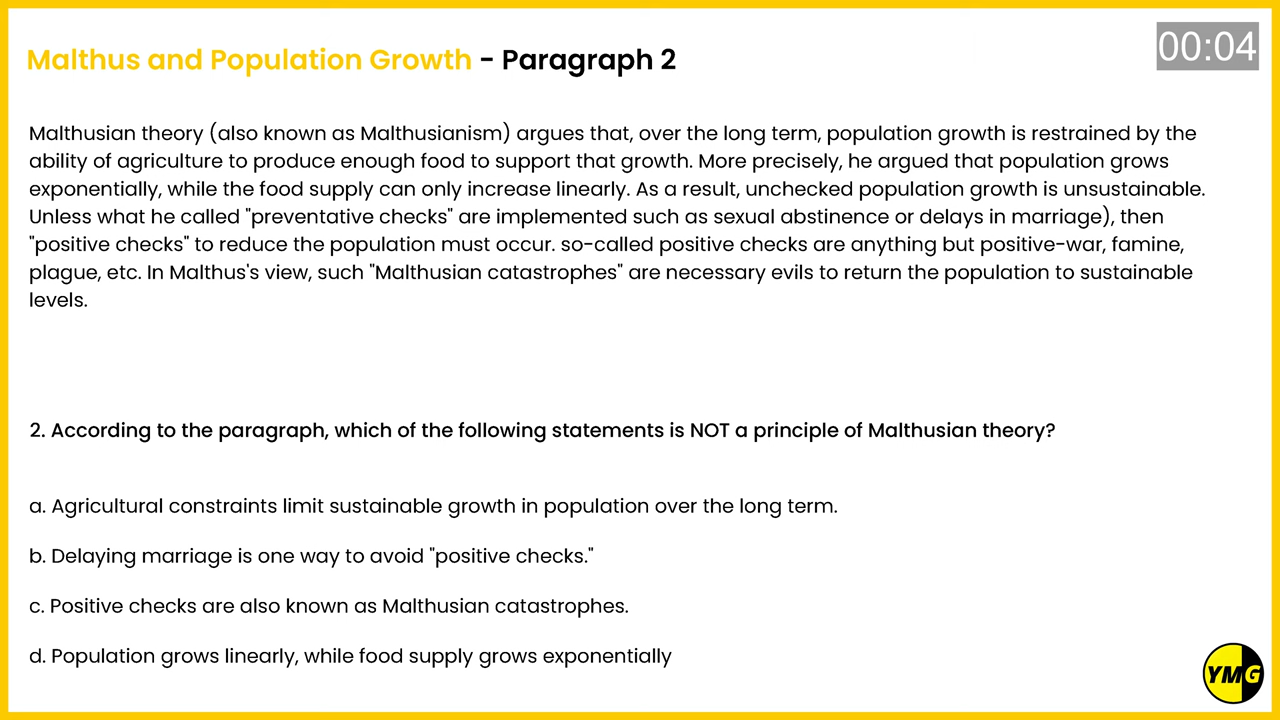 00:04
Malthus and Population Growth - Paragraph 2
Malthusian theory (also known as Malthusianism) argues that, over the long term, population growth is restrained by the
ability of agriculture to produce enough food to support that growth. More precisely, he argued that population grows
exponentially, while the food supply can only increase linearly. As a result, unchecked population growth is unsustainable.
Unless what he called "preventative checks" are implemented such as sexual abstinence or delays in marriage), then
"positive checks" to reduce the population must occur. so-called positive checks are anything but positive-war, famine,
plague, etc. In Malthus's view, such "Malthusian catastrophes" are necessary evils to return the population to sustainable
levels.
2. According to the paragraph, which of the following statements is NOT a principle of Malthusian theory?
a. Agricultural constraints limit sustainable growth in population over the long term.
b. Delaying marriage is one way to avoid "positive checks."
c. Positive checks are also known as Malthusian catastrophes.
d. Population grows linearly, while food supply grows exponentially
YMG